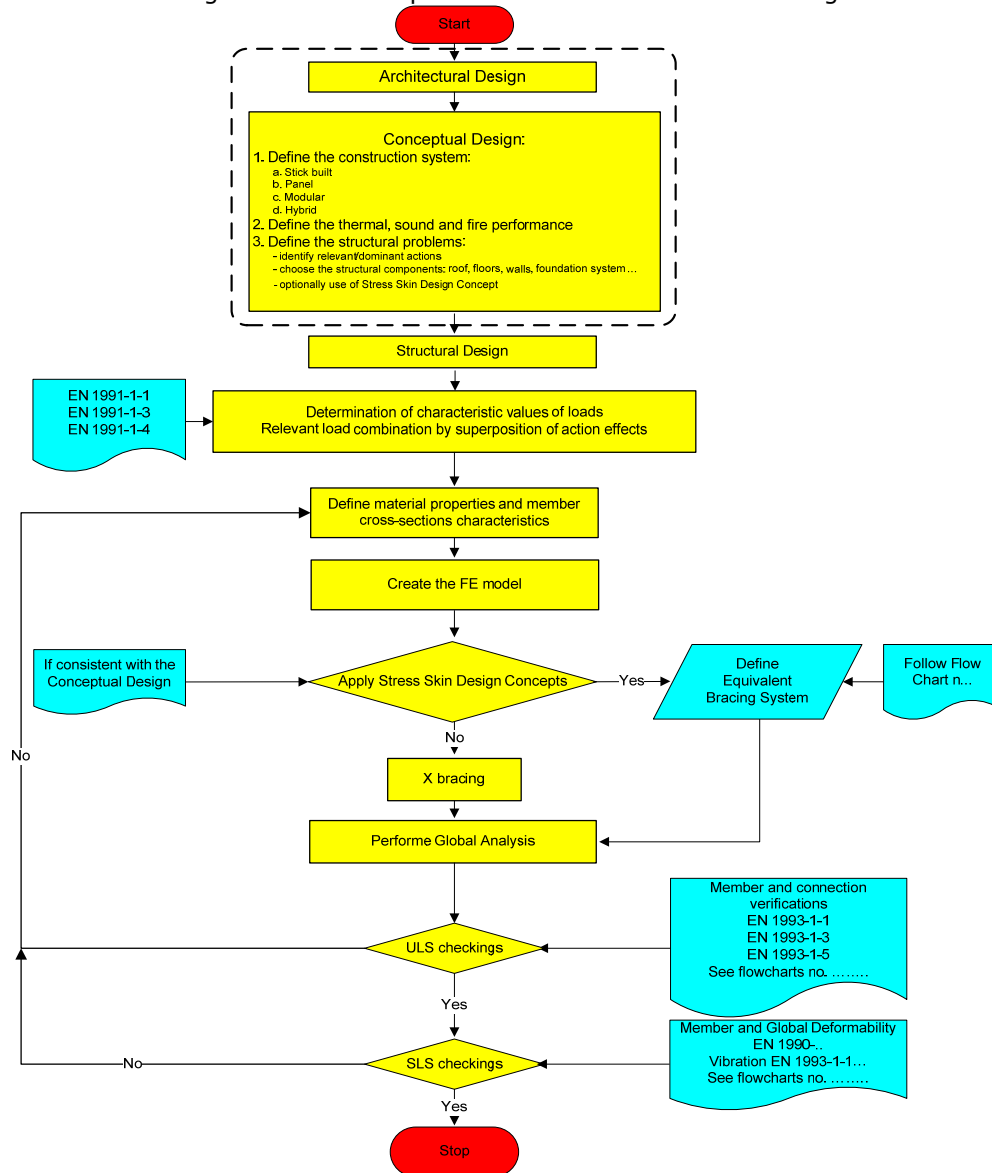 Start
Architectural Design
Conceptual Design:
1. Define the construction system:
a. Stick built
b. Panel
c. Modular
d. Hybrid
2. Define the thermal, sound and fire performance
3. Define the structural problems:
- identify relevant/dominant actions
- choose the structural components: roof, floors, walls, foundation system…
- optionally use of Stress Skin Design Concept
Structural Design
EN 1991-1-1
EN 1991-1-3
EN 1991-1-4
Determination of characteristic values of loads
Relevant load combination by superposition of action effects
Define material properties and member
cross-sections characteristics
Create the FE model
If consistent with the
Conceptual Design
Apply Stress Skin Design Concepts
Yes
Define
Equivalent
Bracing System
Follow Flow
Chart n...
No
No
X bracing
Performe Global Analysis
Member and connection
verifications
EN 1993-1-1
EN 1993-1-3
EN 1993-1-5
See flowcharts no. ……..
ULS checkings
Yes
Member and Global Deformability
EN 1990-..
Vibration EN 1993-1-1…
See flowcharts no. ……..
No
SLS checkings
Yes
Stop